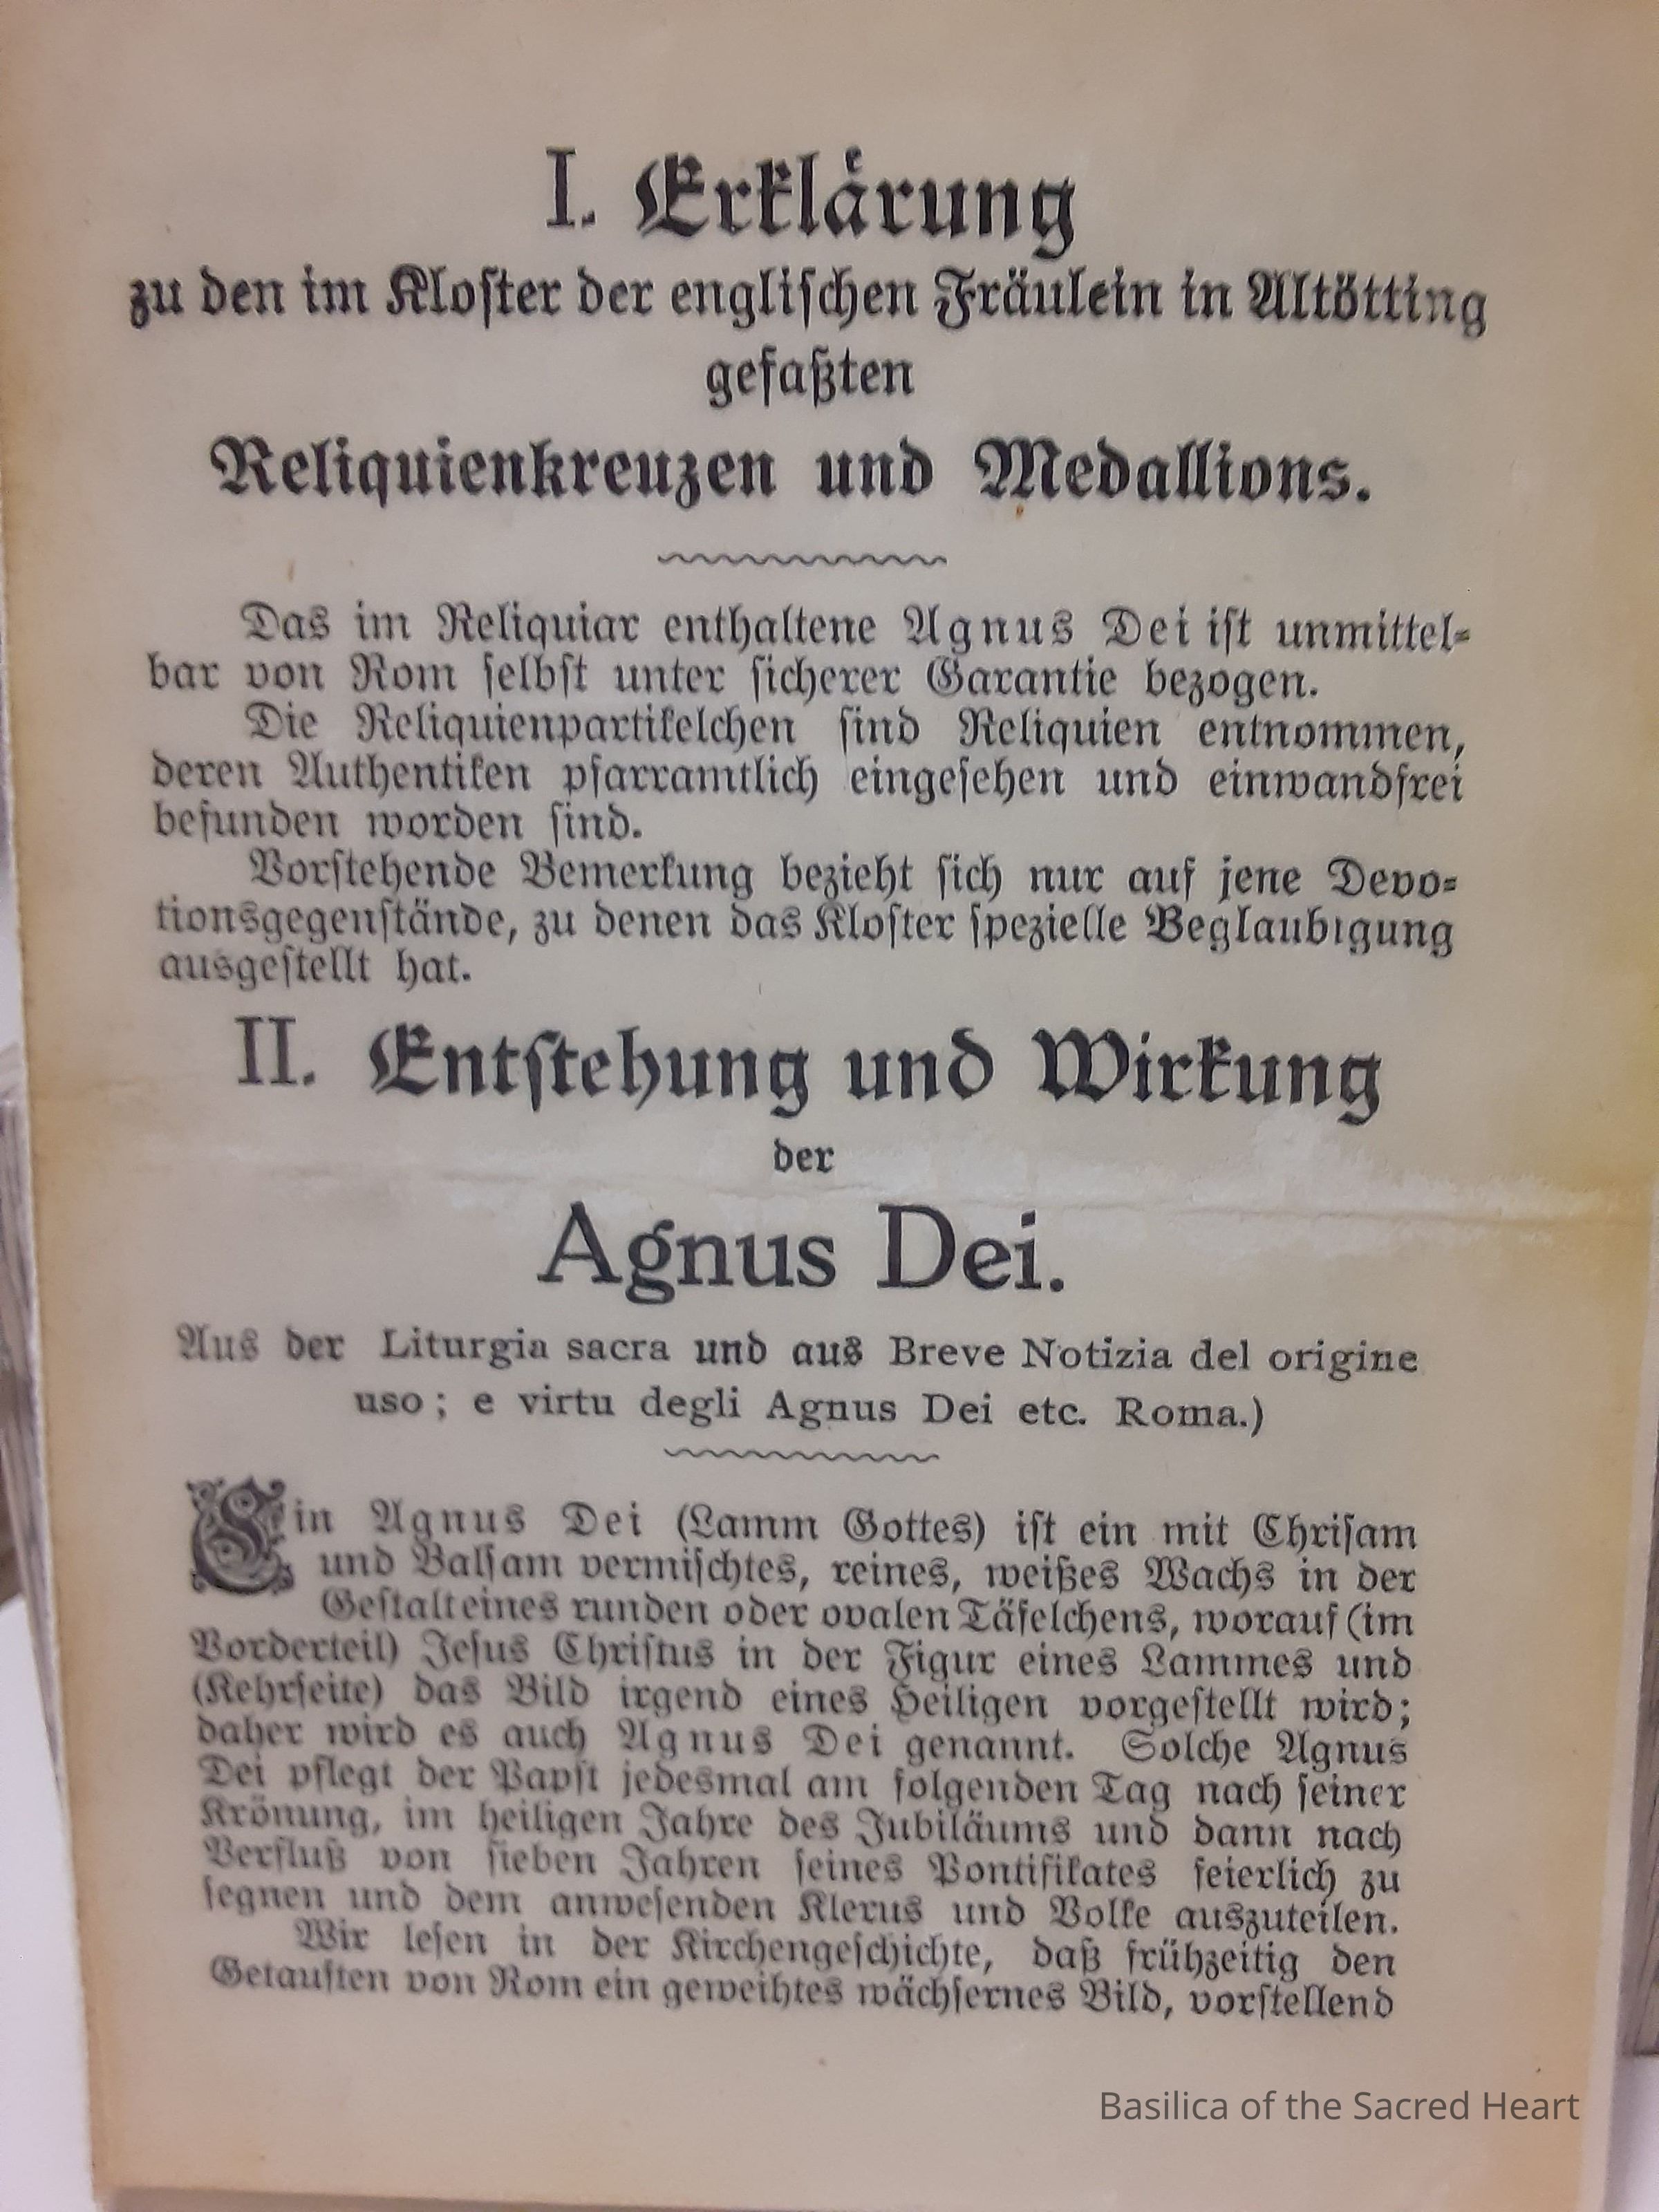 I. Erklärung
zu den im Kloster der englischen Fräulein in Altötting
gefaßten
Reliquienkreuzen und Medallions.
Das im Reliquiar enthaltene Agnus Dei ist unmittel-
bar von Rom selbst unter sicherer Garantie bezogen.
Die Reliquienpartikelchen sind Reliquien entnommen,
deren Authentiken pfarramtlich eingesehen und einwandfrei
befunden worden sind.
Vorstehende Bemerkung bezieht sich nur auf jene Devo-
tionsgegenstände, zu denen das Kloster spezielle Beglaubigung
ausgestellt hat.
II. Entstehung und Wirkung
der
Agnus Dei.
Aus der Liturgia sacra und aus Breve Notizia del origine
uso; e virtu degli Agnus Dei etc. Roma.)
Ein Agnus Dei (Lamm Gottes) ist ein mit Chrisam
und Balsam vermischtes, reines, weißes Wachs in der
Gestalt eines runden oder ovalen Täfelchens, worauf (im
Vorderteil) Jesus Christus in der Figur eines Lammes und
(Kehrseite) das Bild irgend eines Heiligen vorgestellt wird;
daher wird es auch Agnus Dei genannt. Solche Agnus
Dei pflegt der Papst jedesmal am folgenden Tag nach seiner
Krönung, im heiligen Jahre des Jubiläums und dann nach
Verfluß von sieben Jahren seines Pontifikates feierlich zu
segnen und dem anwesenden Klerus und Volke auszuteilen.
Wir lesen in der Kirchengeschichte, daß frühzeitig den
Getauften von Rom ein geweihtes wächsernes Bild, vorstellend
Basilica of the Sacred Heart